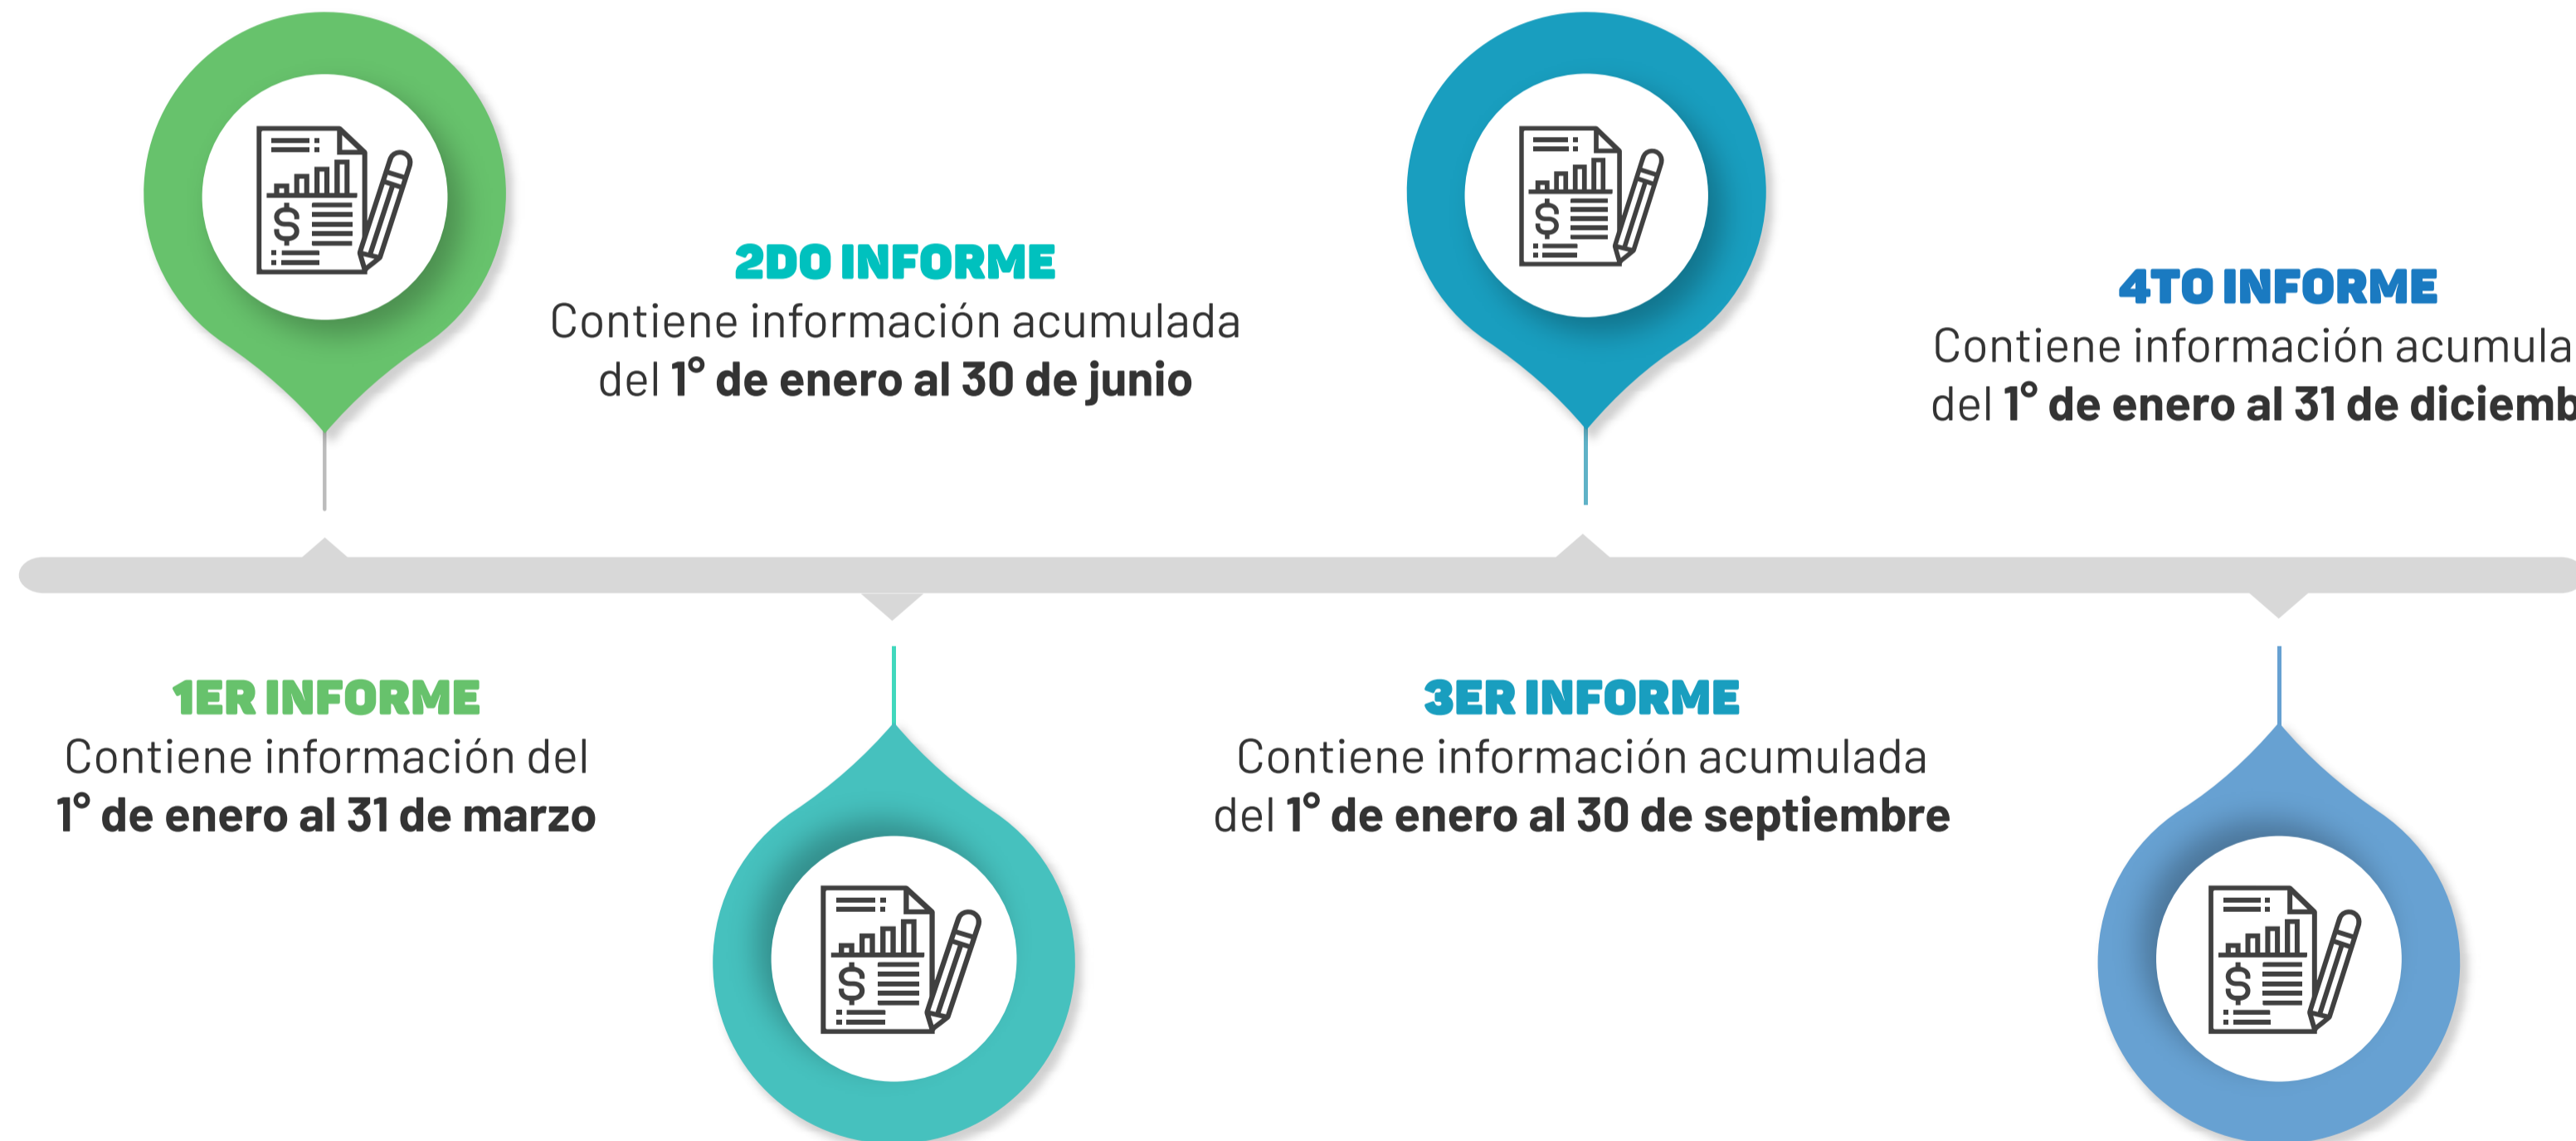 1ER INFORME
Contiene información del
1° de enero al 31 de marzo
2DO INFORME
Contiene información acumulada
del 1° de enero al 30 de junio
3ER INFORME
Contiene información acumulada
del 1° de enero al 30 de septiembre
4TO INFORME
Contiene información
del 1° de enero al 31 de